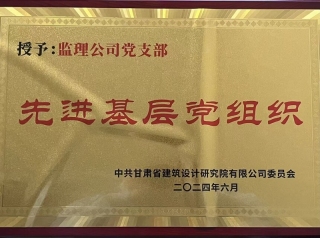 授予:监理公司党支部
先进基层党组织
中共甘肃省建筑设计研究院有限公司委员会
二〇二四年六月